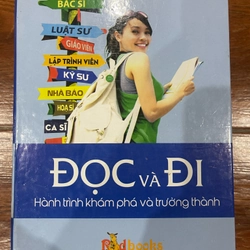 BÁC SĨ
LUẬT SƯ
GIÁO VIÊN
LẬP TRÌNH VIÊN
KỸ SƯ
NHÀ BÁO
HOẠ SĨ
CA SĨ
ĐỌC VÀ ĐI
Hành trình khám phá và trưởng thành